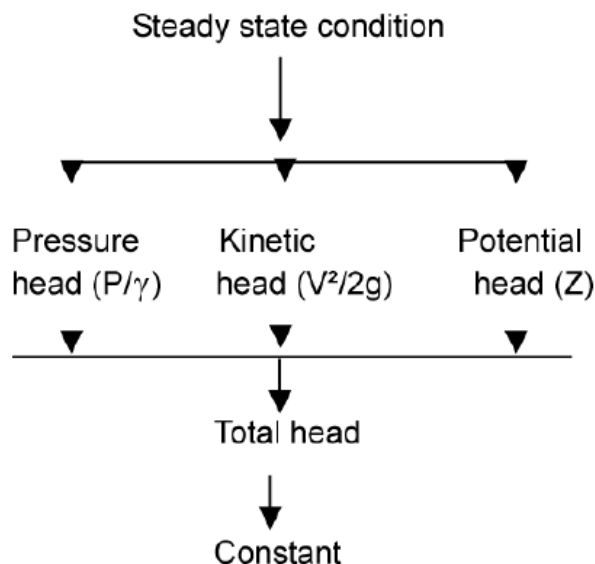 Steady state condition
Pressure
head (P/γ)
Kinetic
head (V²/2g)
Potential
head (Z)
Total head
Constant